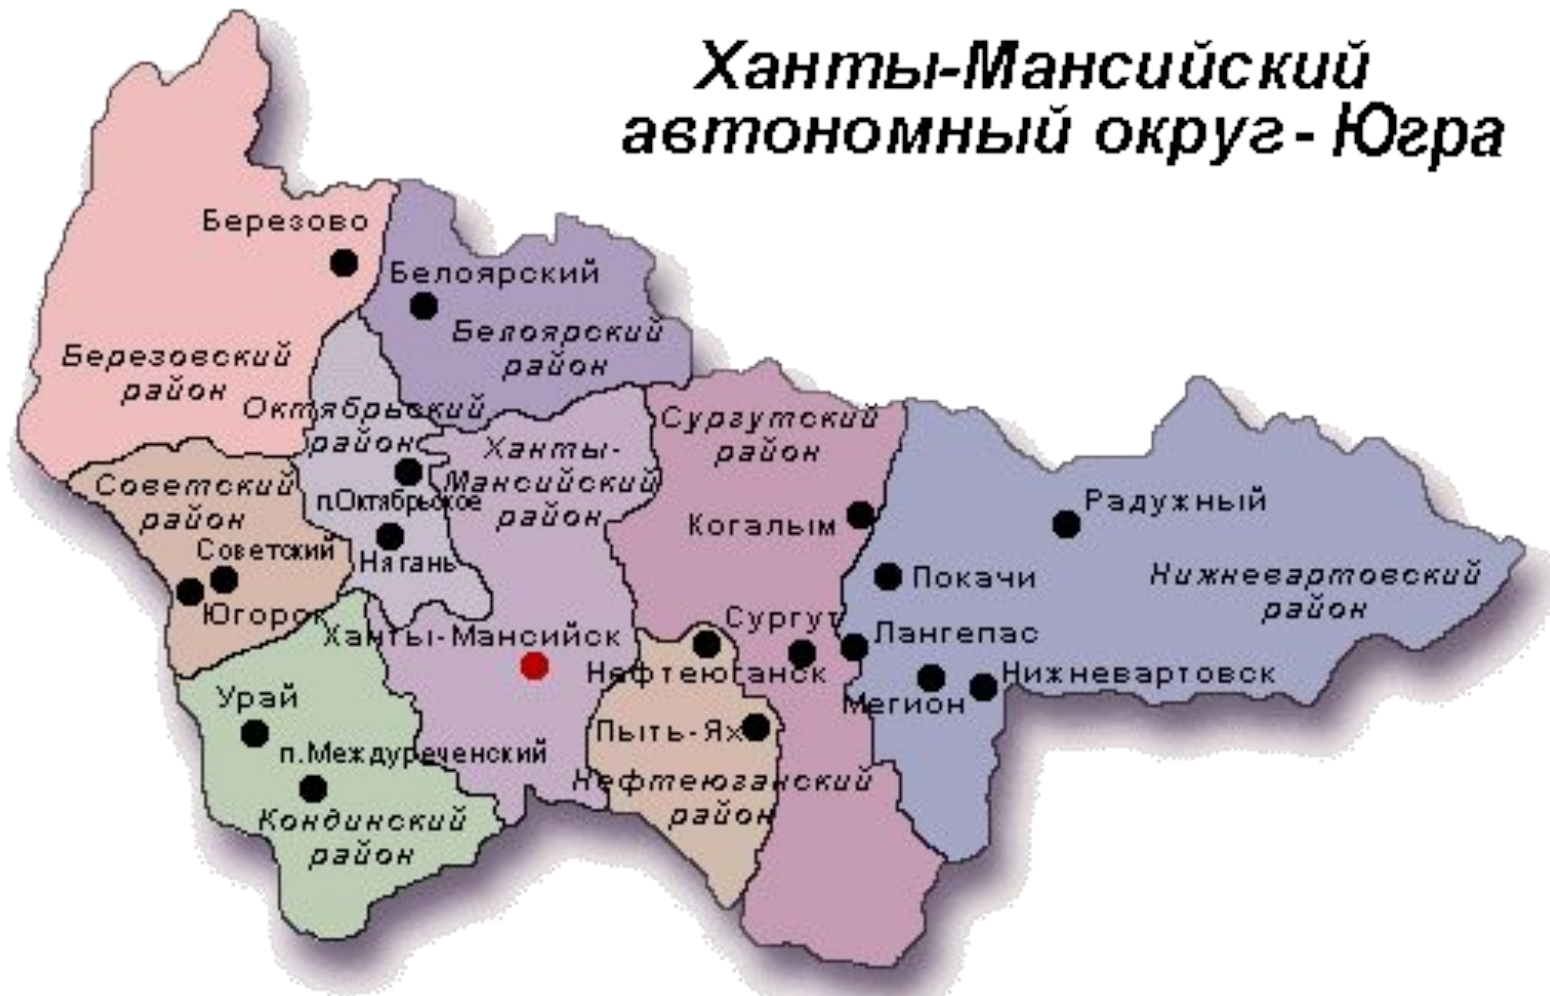 Ханты-Мансийский
автономный округ - Югра
Березово
Белоярский
Белоярский
район
Березовский
район
Октябрьский
район
Сургутский
район
Ханты-
Мансийский
район
Советский
район
п.Октябрьское
Когалым
Радужный
Советский
Нягань
Покачи
Нижневартовский
район
Югорск
Ханты-Мансийск
Сургут
Лангепас
Нефтеюганск
Нижневартовск
Урай
Мегион
Пыть-Ях
п.Междуреченский
Нефтеюганский
район
Кондинский
район